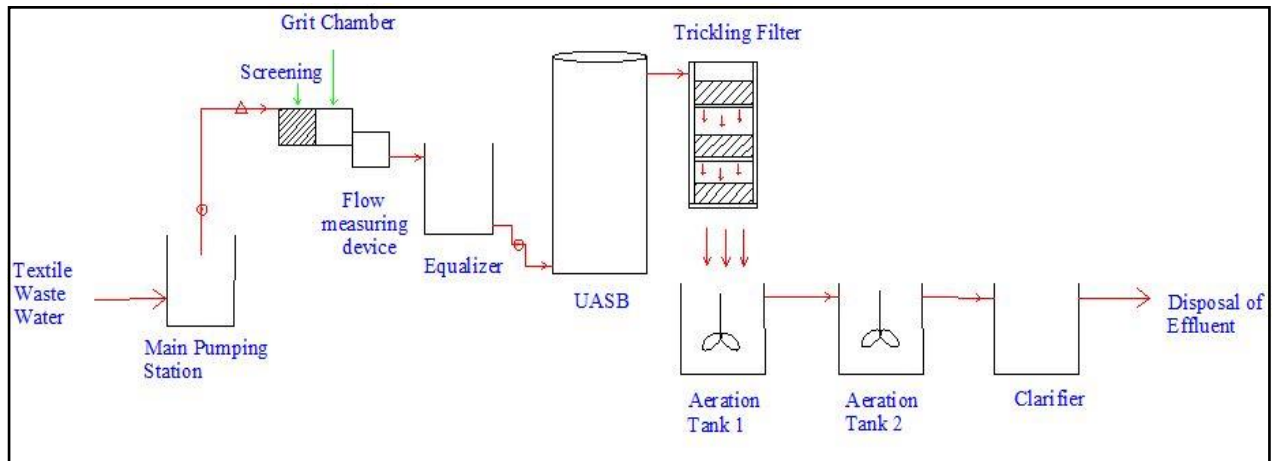 Grit Chamber
Screening
Trickling Filter
Flow
measuring
device
Equalizer
UASB
Textile
Waste
Water
Main Pumping
Station
Disposal of
Effluent
Aeration
Tank 1
Aeration
Tank 2
Clarifier